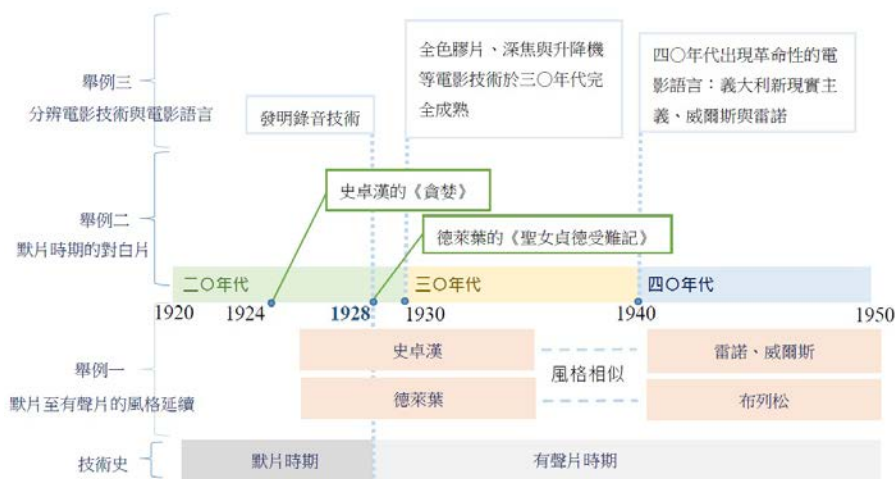 舉例三
分辨電影技術與電影語言
發明錄音技術
全色膠片、深焦與升降機
等電影技術於三〇年代完
全成熟
四〇年代出現革命性的電
影語言：義大利新現實主
義、威爾斯與雷諾
舉例二
默片時期的對白片
史卓漢的《貪婪》
德萊葉的《聖女貞德受難記》
二〇年代
三〇年代
四〇年代
1920
1924
1928
1930
1940
1950
舉例一
默片至有聲片的風格延續
史卓漢
德萊葉
風格相似
雷諾、威爾斯
布列松
技術史
默片時期
有聲片時期